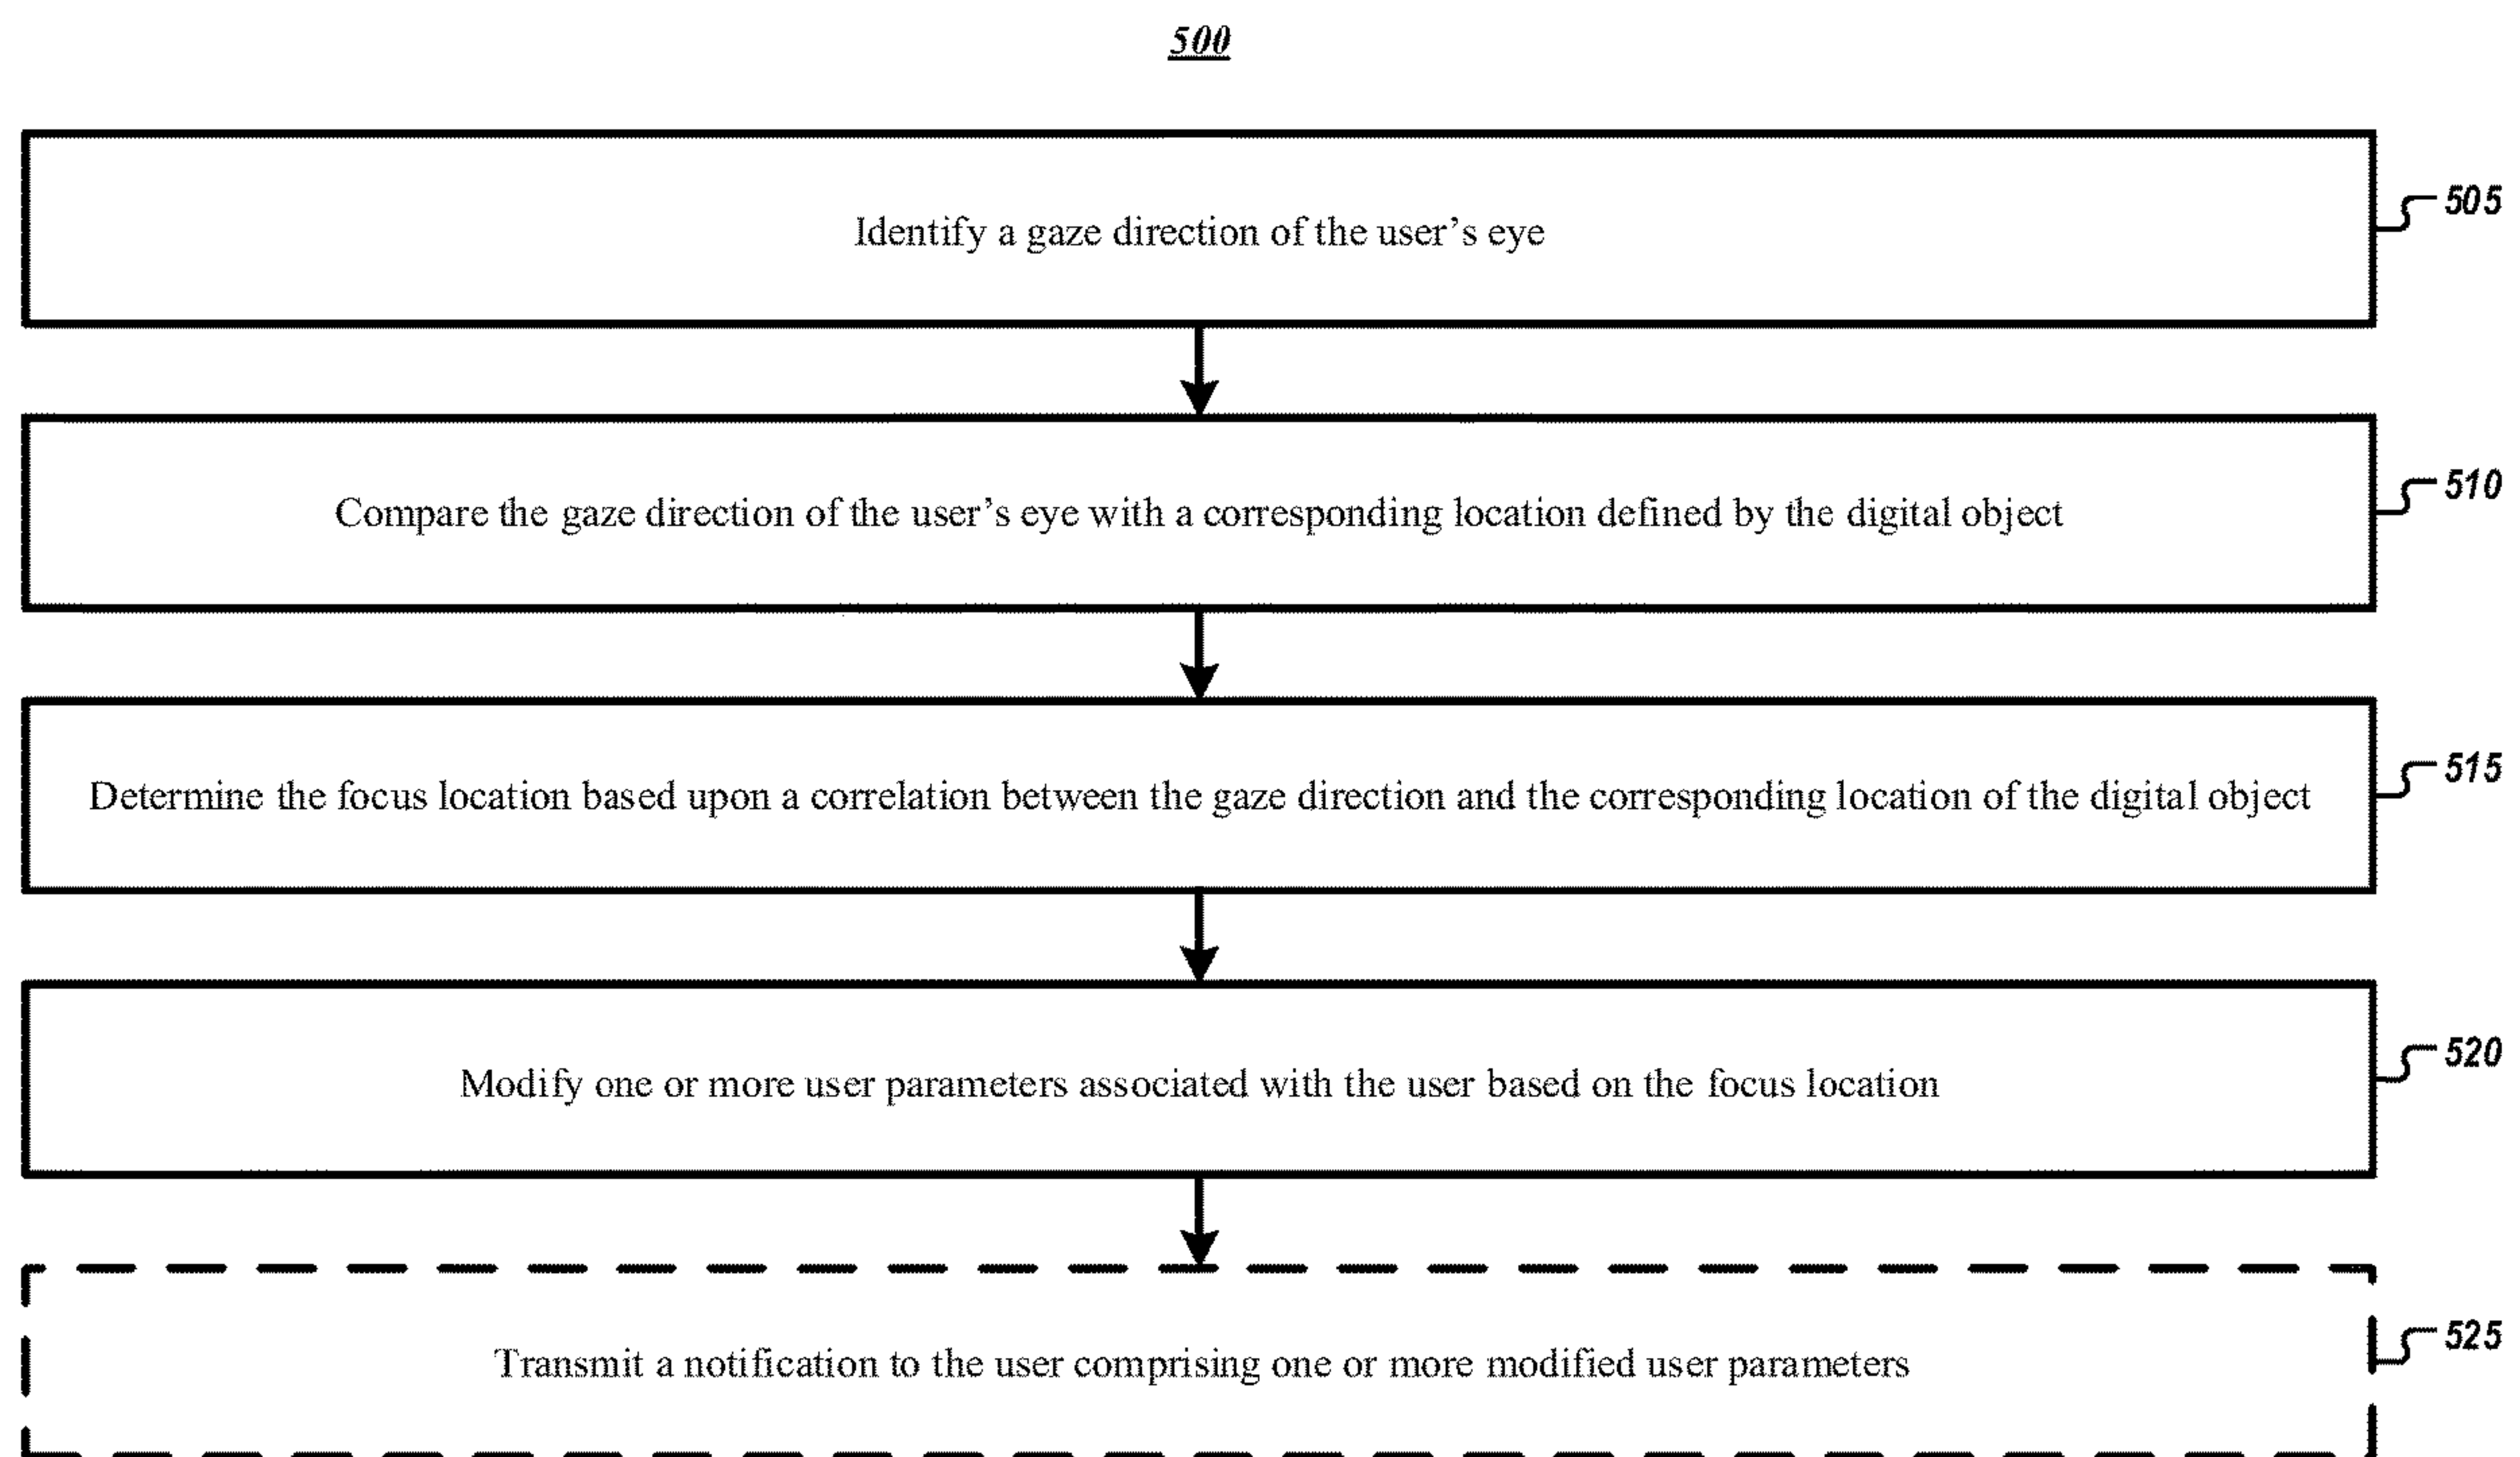 500
Identify a gaze direction of the user’s eye
505
Compare the gaze direction of the user’s eye with a corresponding location defined by the digital object
510
Determine the focus location based upon a correlation between the gaze direction and the corresponding location of the digital object
515
Modify one or more user parameters associated with the user based on the focus location
520
Transmit a notification to the user comprising one or more modified user parameters
525